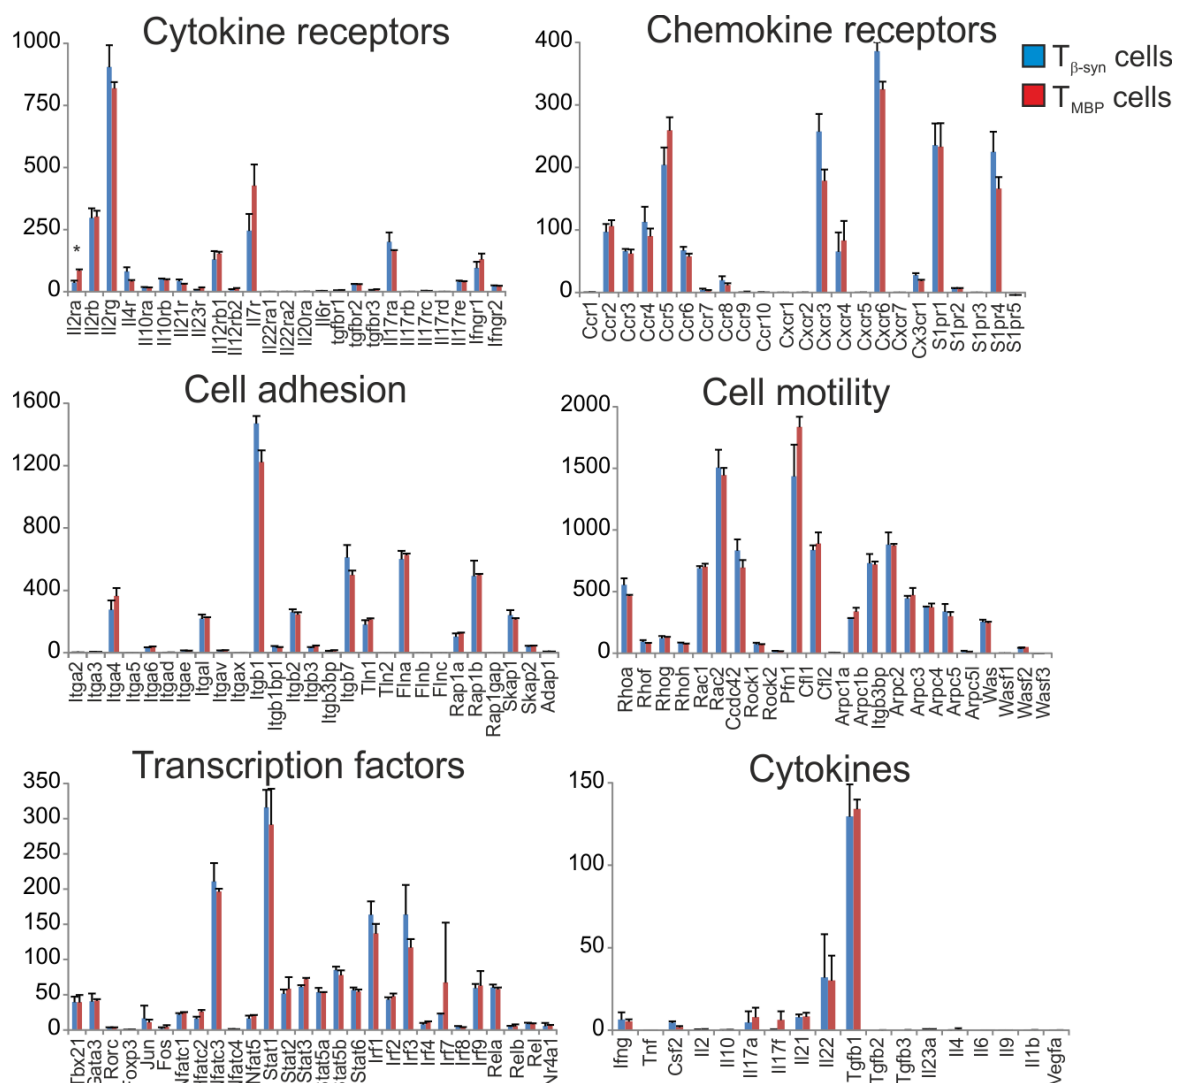 Cytokine receptors
1000
750
500
250
0
*
Il2ra
Il2rb
Il2rg
Il4r
Il10ra
Il10rb
Il21r
Il23r
Il12rb1
Il12rb2
Il7r
Il22ra1
Il22ra2
Il20ra
Il6r
tgfbr1
tgfbr2
tgfbr3
Il17ra
Il17rb
Il17rc
Il17rd
Il17re
Ifngr1
Ifngr2
Chemokine receptors
400
300
200
100
0
Ccr1
Ccr2
Ccr3
Ccr4
Ccr5
Ccr6
Ccr7
Ccr8
Ccr9
Ccr10
Cxcr1
Cxcr2
Cxcr3
Cxcr4
Cxcr5
Cxcr6
Cxcr7
Cx3cr1
S1pr1
S1pr2
S1pr3
S1pr4
S1pr5
Tβ-syn cells
TMBP cells
Cell adhesion
1600
1200
800
400
0
Itga2
Itga3
Itga4
Itga5
Itga6
Itgad
Itgae
Itgal
Itgav
Itgax
Itgb1
Itgb1bp1
Itgb2
Itgb3
Itgb3bp
Itgb7
Tln1
Tln2
Flna
Flnb
Flnc
Rap1a
Rap1b
Rap1gap
Skap1
Skap2
Adap1
Cell motility
2000
1500
1000
500
0
Rhoa
Rhof
Rhog
Rhoh
Rac1
Rac2
Ccdc42
Rock1
Rock2
Pfn1
Cfl1
Cfl2
Arpc1a
Arpc1b
Itgb3bp
Arpc2
Arpc3
Arpc4
Arpc5
Arpc5l
Was
Wasf1
Wasf2
Wasf3
Transcription factors
350
300
250
200
150
100
50
0
Tbx21
Gata3
Rorc
Foxp3
Jun
Fos
Nfatc1
Nfatc2
Nfatc3
Nfatc4
Nfat5
Stat1
Stat2
Stat3
Stat5a
Stat5b
Stat6
Irf1
Irf2
Irf3
Irf4
Irf7
Irf8
Irf9
Rela
Relb
Rel
Nr4a1
Cytokines
150
100
50
0
Ifng
Tnf
Csf2
Il2
Il10
Il17a
Il17f
Il21
Il22
Tgfb1
Tgfb2
Tgfb3
Il23a
Il4
Il6
Il9
Il1b
Vegfa